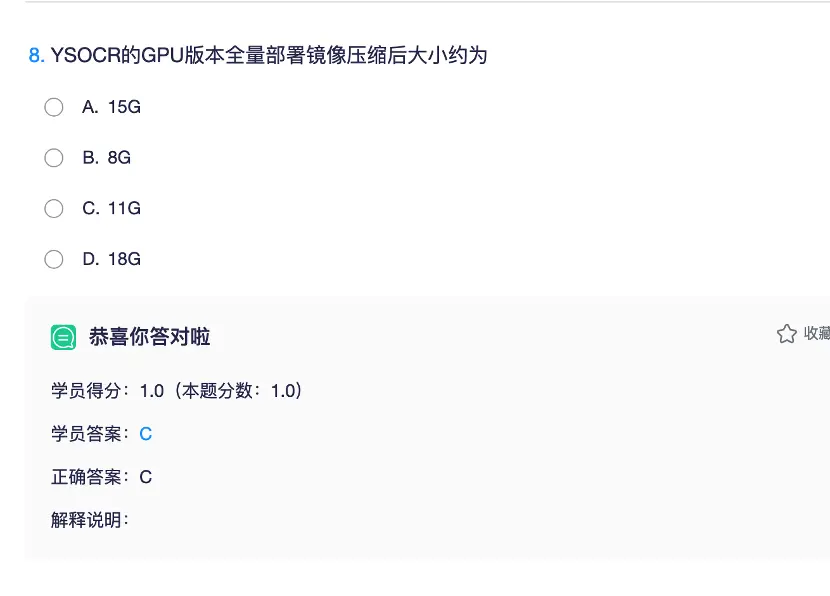 8. YSOCR的GPU版本全量部署镜像压缩后大小约为
A. 15G
B. 8G
C. 11G
D. 18G
恭喜你答对啦
收藏
学员得分：1.0（本题分数：1.0）
学员答案：C
正确答案：C
解释说明：